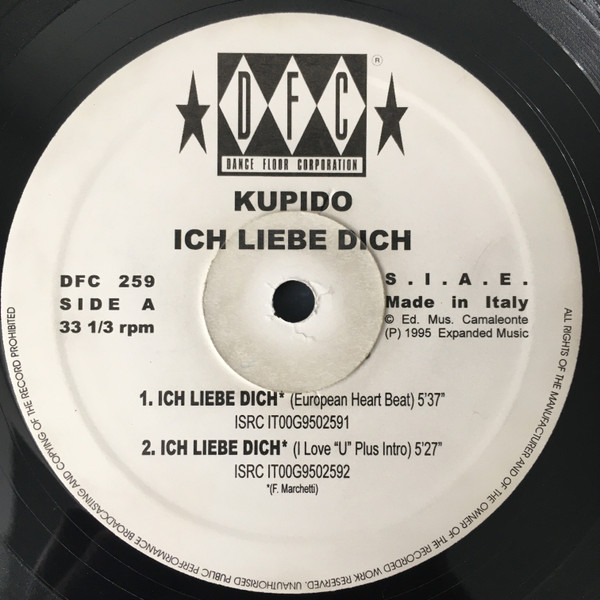 DFC
®
DANCE FLOOR CORPORATION
KUPIDO
ICH LIEBE DICH
DFC 259
SIDE A
33 1/3 rpm
S.I.A.E.
Made in Italy
© Ed. Mus. Camaleonte
(P) 1995 Expanded Music
1. ICH LIEBE DICH* (European Heart Beat) 5'37"
ISRC IT00G9502591
2. ICH LIEBE DICH* (I Love "U" Plus Intro) 5'27"
ISRC IT00G9502592
*(F. Marchetti)
ALL RIGHTS OF THE MANUFACTURER AND OF THE OWNER OF THE RECORDED WORK RESERVED. UNAUTHORISED PUBLIC PERFORMANCE BROADCASTING AND COPYING OF THE RECORD PROHIBITED